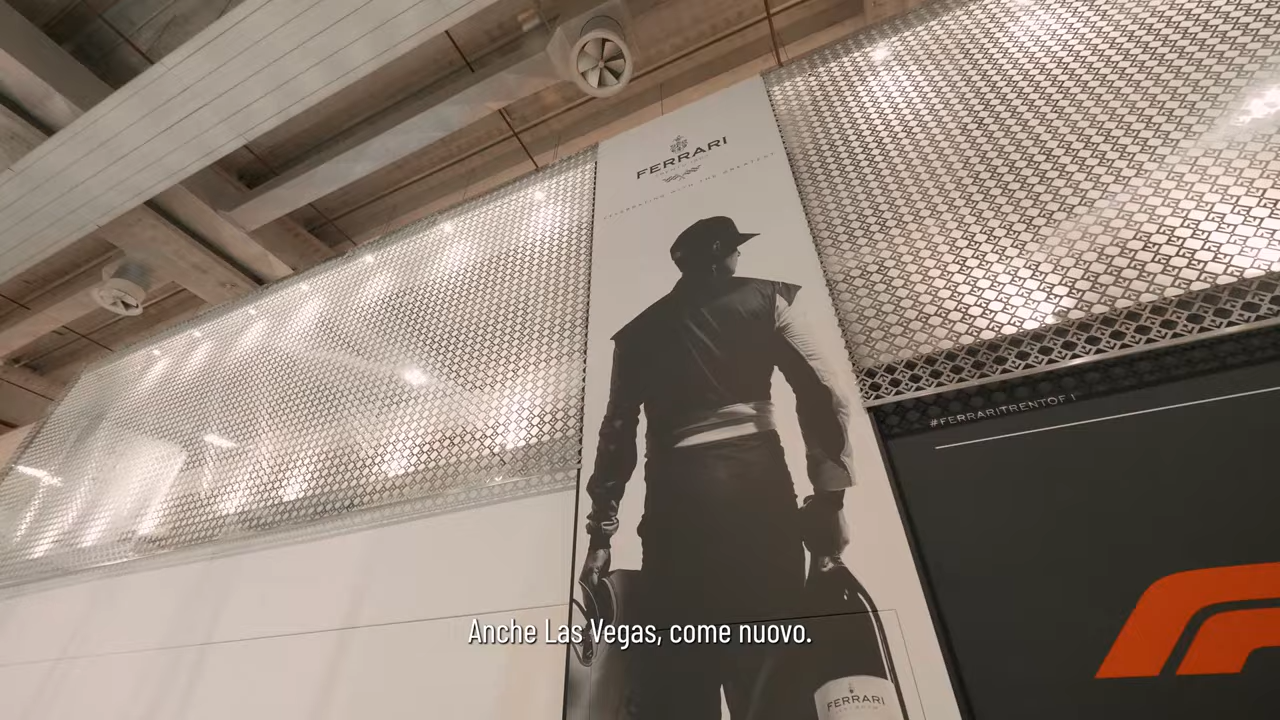 FERRARI
CELEBRATING WITH THE GREATEST
#FERRARITRENTOF1
Anche Las Vegas, come nuovo.
FERRARI